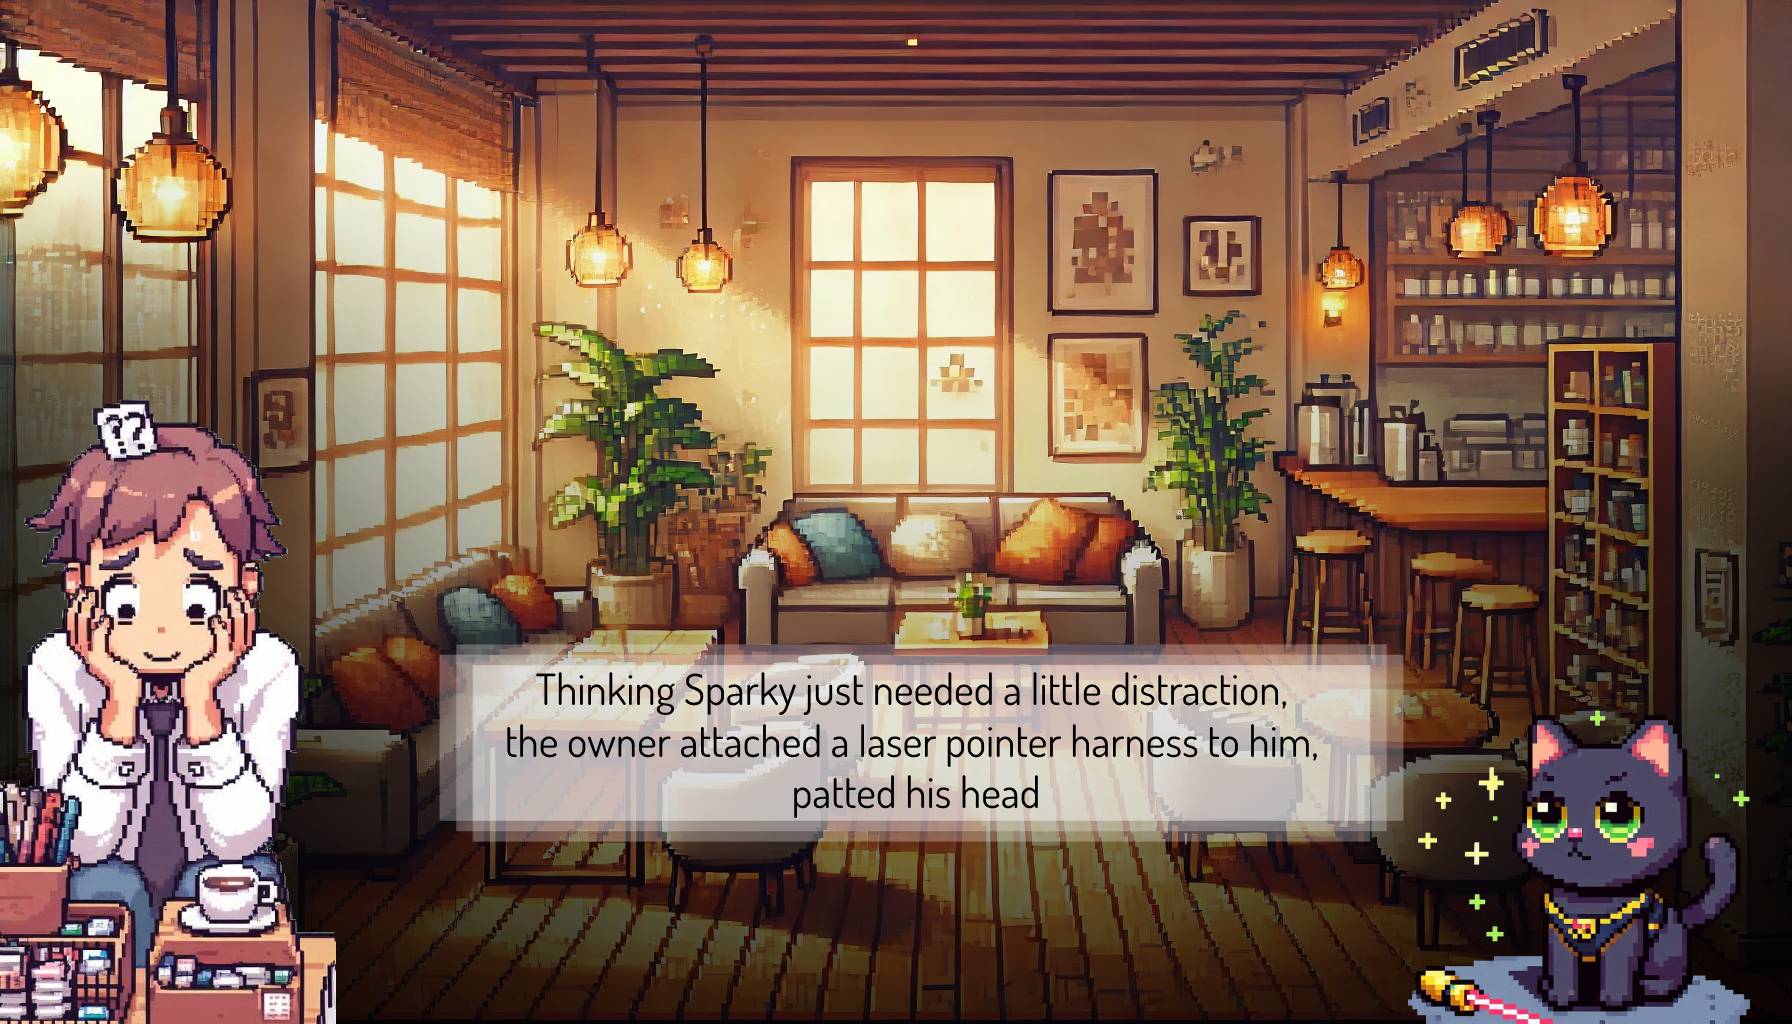 ??
Thinking Sparky just needed a little distraction,
the owner attached a laser pointer harness to him,
patted his head